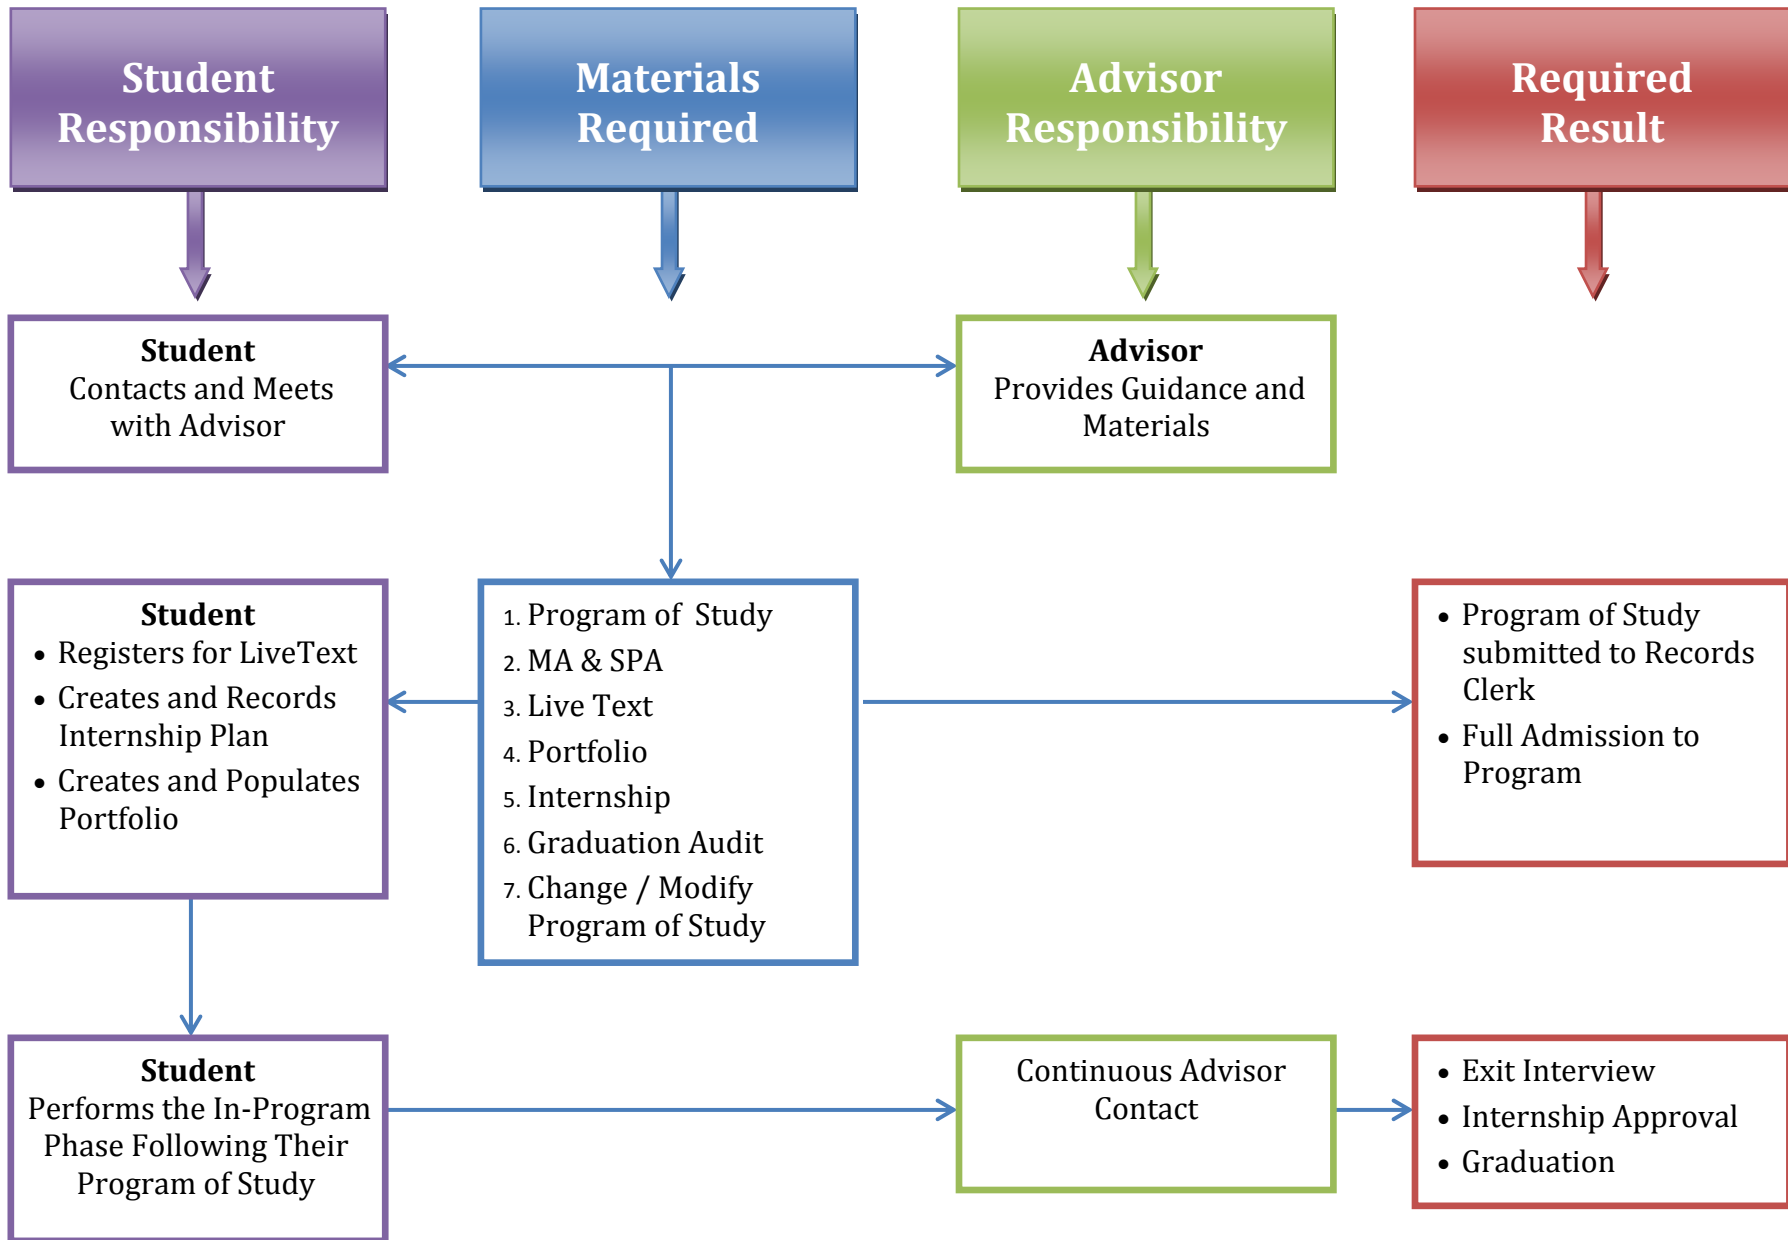 Student
Responsibility
Materials
Required
Advisor
Responsibility
Required
Result
Student
Contacts and Meets
with Advisor
Advisor
Provides Guidance and
Materials
Student
• Registers for LiveText
• Creates and Records
Internship Plan
• Creates and Populates
Portfolio
1. Program of Study
2. MA & SPA
3. Live Text
4. Portfolio
5. Internship
6. Graduation Audit
7. Change / Modify
Program of Study
• Program of Study
submitted to Records
Clerk
• Full Admission to
Program
Student
Performs the In-Program
Phase Following Their
Program of Study
Continuous Advisor
Contact
• Exit Interview
• Internship Approval
• Graduation